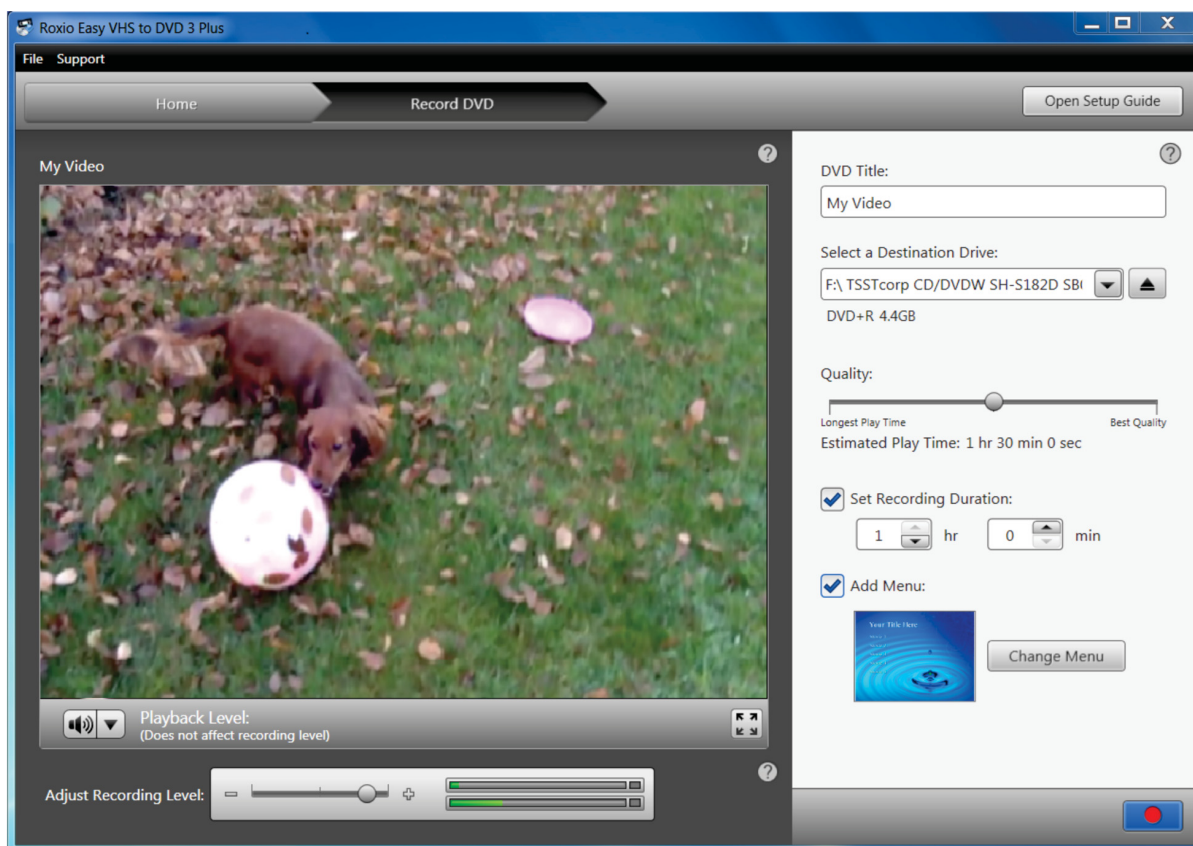 Roxio Easy VHS to DVD 3 Plus
File Support
Home
Record DVD
Open Setup Guide
My Video
DVD Title:
My Video
Select a Destination Drive:
F:\ TSSTcorp CD/DVDW SH-S182D
DVD+R 4.4GB
Quality:
Longest Play Time
Best Quality
Estimated Play Time: 1 hr 30 min 0 sec
Set Recording Duration:
1 hr 0 min
Add Menu:
Your Title Here
Change Menu
Playback Level:
(Does not affect recording level)
Adjust Recording Level: